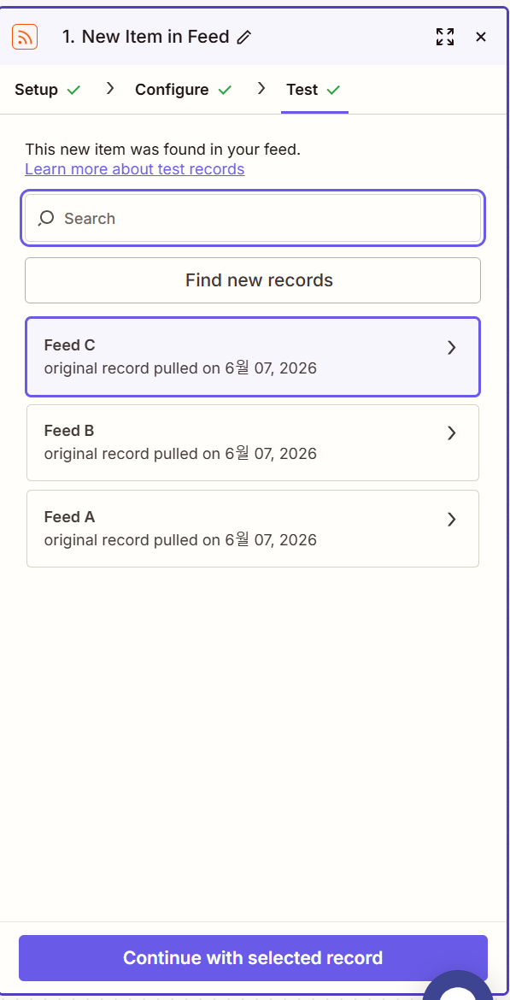 1. New Item in Feed
Setup
Configure
Test
This new item was found in your feed.
Learn more about test records
Search
Find new records
Feed C
original record pulled on 6월 07, 2026
Feed B
original record pulled on 6월 07, 2026
Feed A
original record pulled on 6월 07, 2026
Continue with selected record